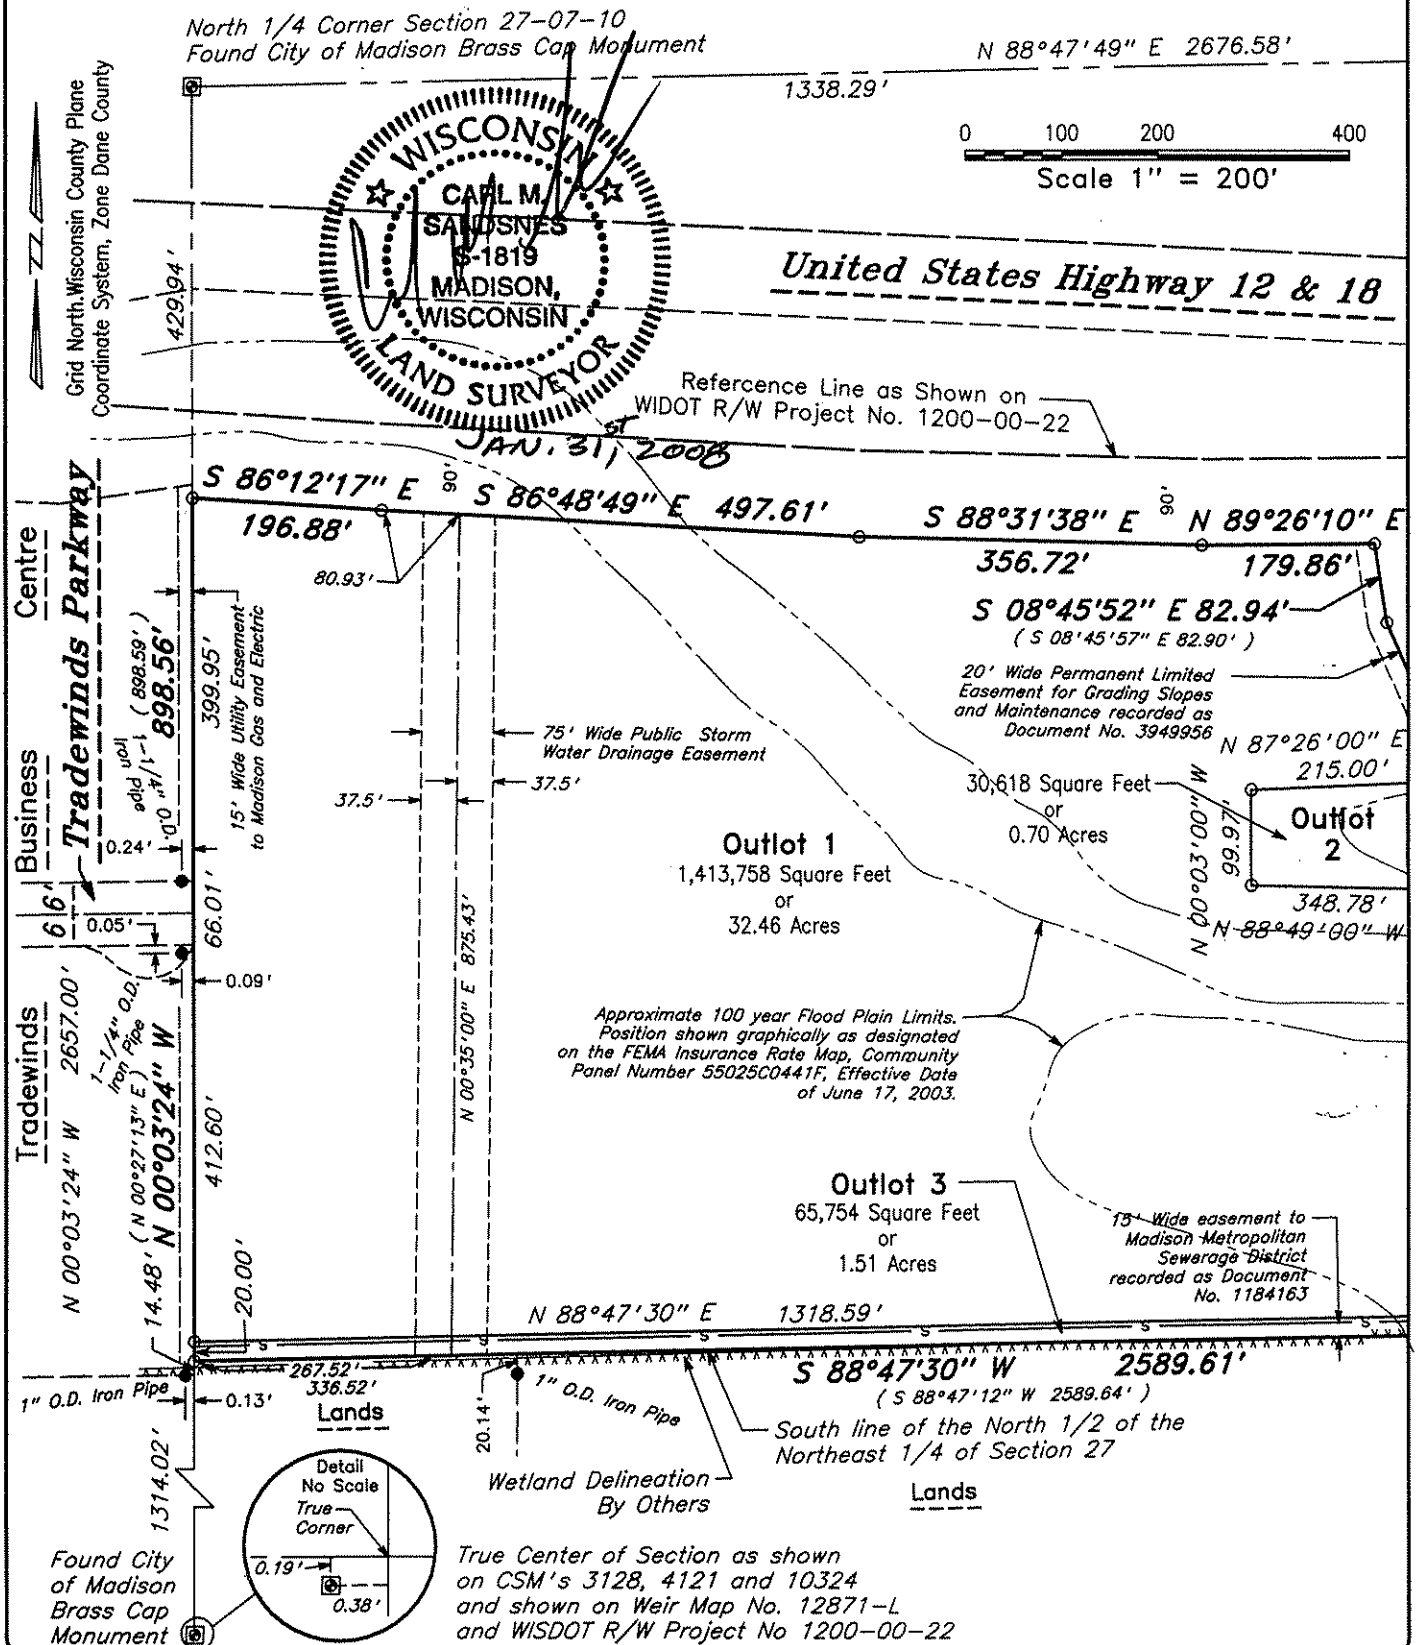 North 1/4 Corner Section 27-07-10
Found City of Madison Brass Cap Monument
N 88°47'49" E 2676.58'
1338.29'
0 100 200 400
Scale 1" = 200'
Grid North.Wisconsin County Plane
Coordinate System, Zone Dane County
N
429.94'
WISCONSIN
CARL M.
SANDSNES
S-1819
MADISON,
WISCONSIN
LAND SURVEYOR
JAN. 31, ST 2008
United States Highway 12 & 18
Refercence Line as Shown on
WIDOT R/W Project No. 1200-00-22
S 86°12'17" E
196.88'
90'
S 86°48'49" E 497.61'
S 88°31'38" E
356.72'
90'
N 89°26'10" E
179.86'
80.93'
S 08°45'52" E 82.94'
( S 08°45'57" E 82.90' )
20' Wide Permanent Limited
Easement for Grading Slopes
and Maintenance recorded as
Document No. 3949956
Tradewinds Business Centre
Tradewinds Parkway
66'
1-1/4" O.D.
Iron pipe
( 898.59' )
898.56'
399.95'
15' Wide Utility Easement
to Madison Gas and Electric
0.24'
66.01'
0.05'
0.09'
75' Wide Public Storm
Water Drainage Easement
37.5'
37.5'
N 87°26'00" E
215.00'
30,618 Square Feet
or
0.70 Acres
N 00°03'00" W
99.97'
Outlot
2
348.78'
N 88°49'00" W
Outlot 1
1,413,758 Square Feet
or
32.46 Acres
N 00°35'00" E 875.43'
N 00°03'24" W 2657.00'
1-1/4" O.D.
Iron Pipe
( N 00°27'13" E )
N 00°03'24" W
412.60'
Approximate 100 year Flood Plain Limits.
Position shown graphically as designated
on the FEMA Insurance Rate Map, Community
Panel Number 55025C0441F, Effective Date
of June 17, 2003.
Outlot 3
65,754 Square Feet
or
1.51 Acres
15' Wide easement to
Madison Metropolitan
Sewerage District
recorded as Document
No. 1184163
14.48'
20.00'
N 88°47'30" E 1318.59'
S S S S S S
267.52'
336.52'
S 88°47'30" W 2589.61'
( S 88°47'12" W 2589.64' )
1" O.D. Iron Pipe
0.13'
Lands
20.14'
1" O.D. Iron Pipe
South line of the North 1/2 of the
Northeast 1/4 of Section 27
Wetland Delineation
By Others
Lands
1314.02'
Detail
No Scale
True
Corner
0.19'
0.38'
Found City
of Madison
Brass Cap
Monument
True Center of Section as shown
on CSM's 3128, 4121 and 10324
and shown on Weir Map No. 12871-L
and WISDOT R/W Project No 1200-00-22